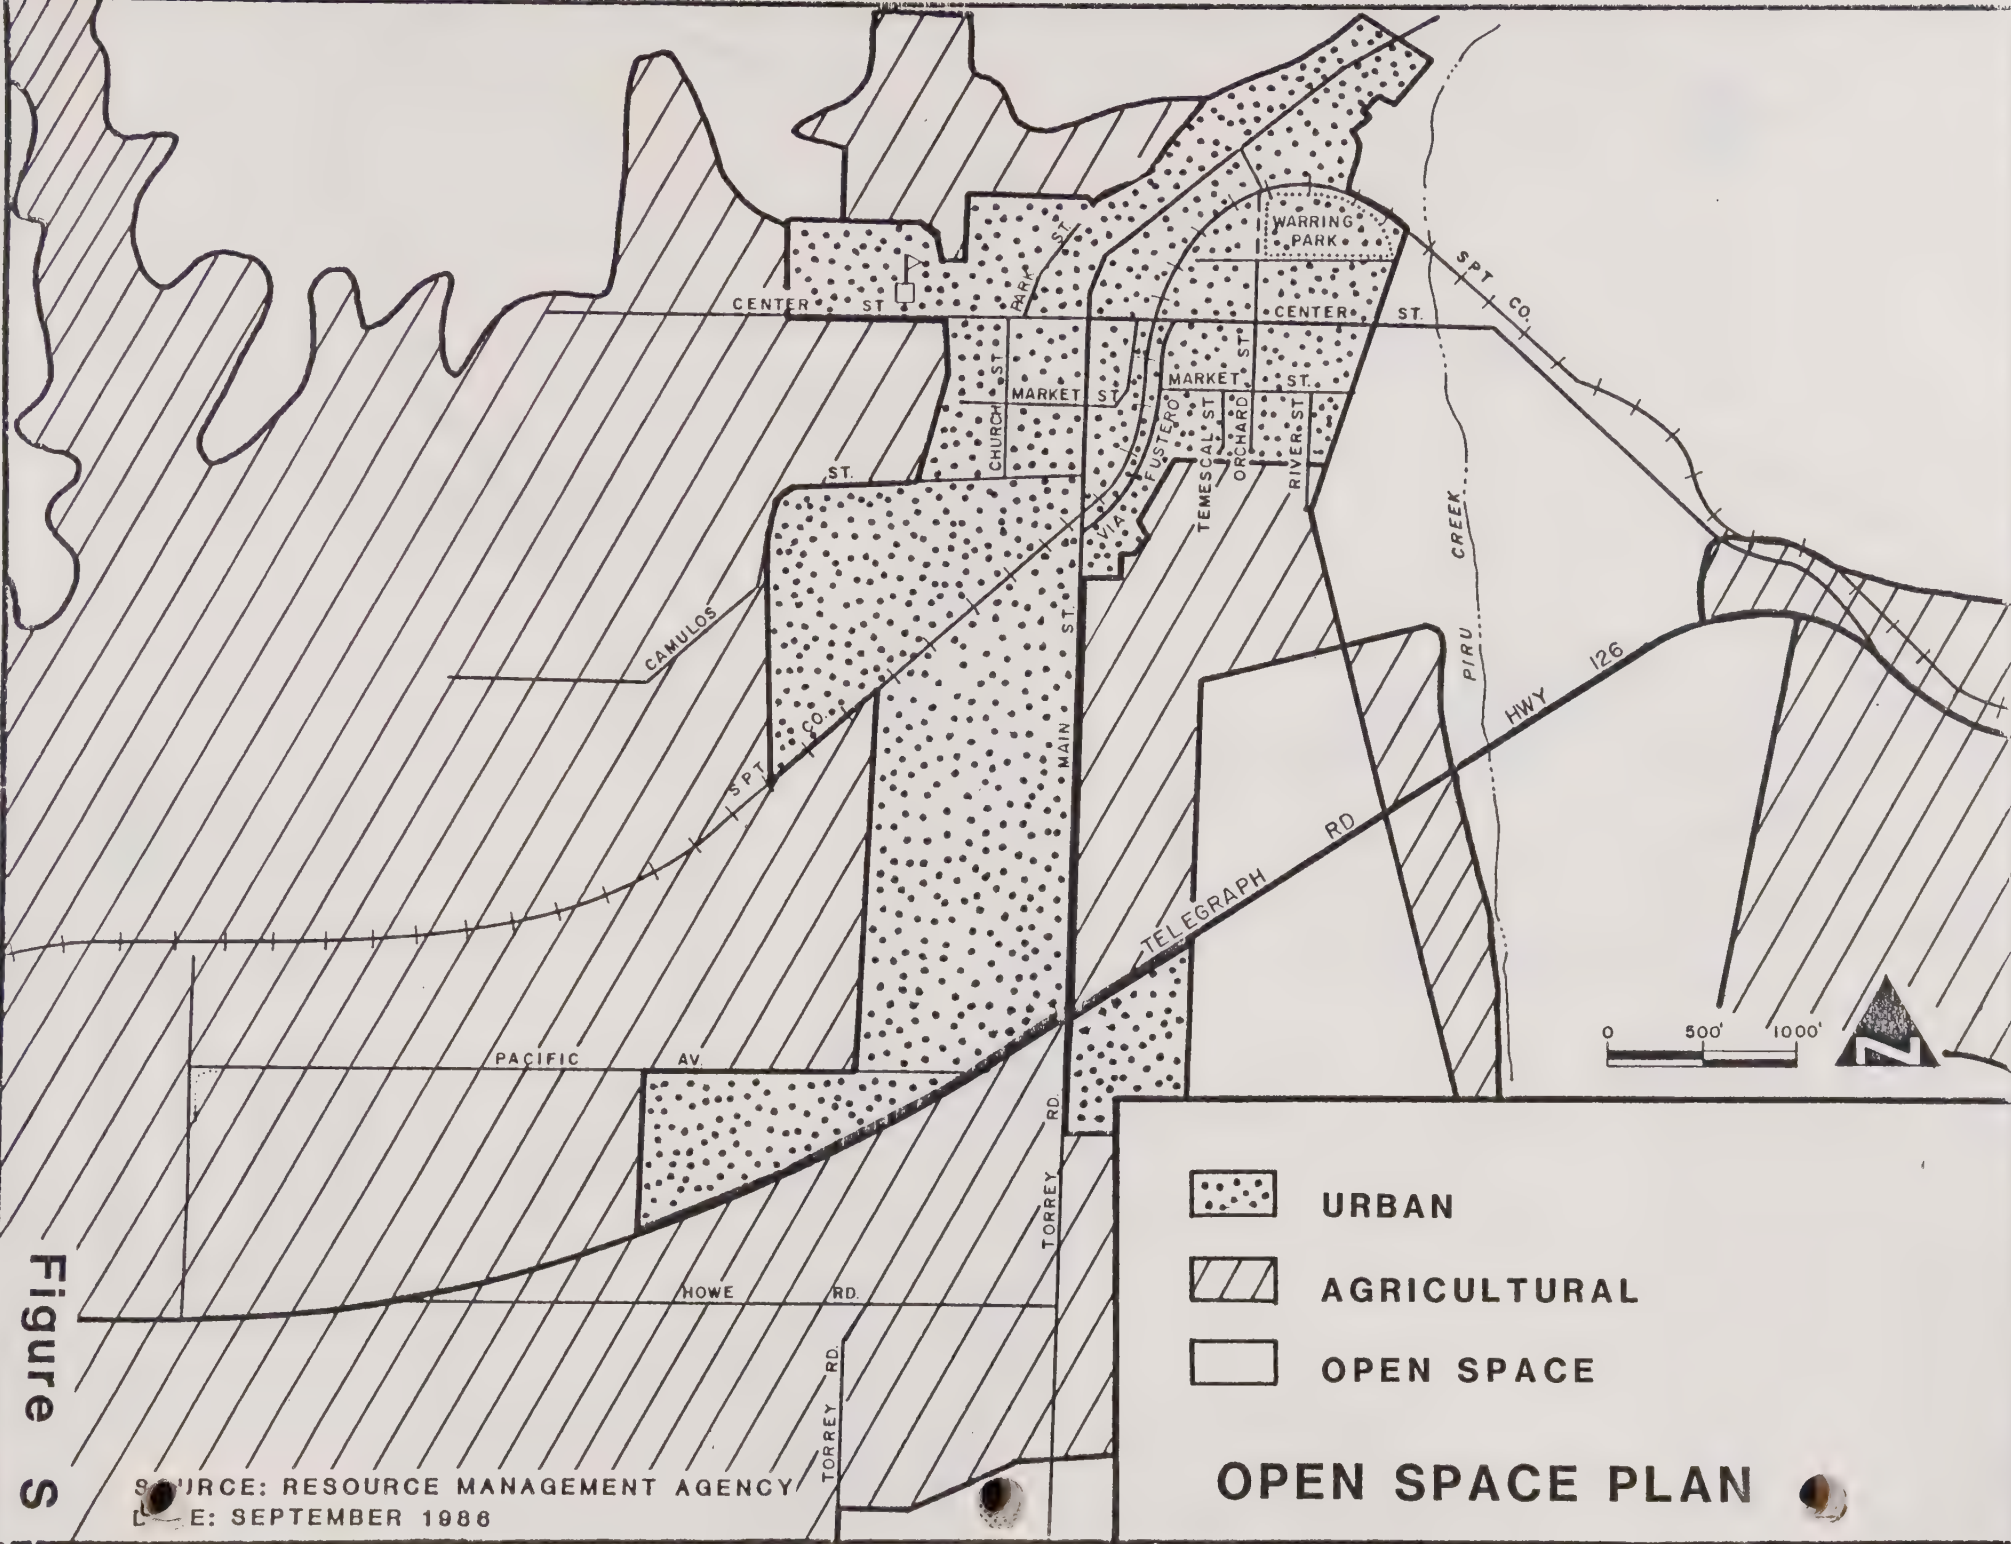 WARRING
PARK
SPT CO.
PARK ST.
CENTER ST
CENTER ST.
CHURCH ST
MARKET ST
MARKET ST.
VIA FUSTERO
TEMESCAL ST
ORCHARD ST
RIVER ST
PIRU CREEK
CAMULOS ST.
SPT CO.
MAIN ST.
TELEGRAPH RD
HWY 126
PACIFIC AV.
TORREY RD.
HOWE RD.
TORREY RD.
0 500' 1000'
N
URBAN
AGRICULTURAL
OPEN SPACE
OPEN SPACE PLAN
SOURCE: RESOURCE MANAGEMENT AGENCY
E: SEPTEMBER 1986
Figure S